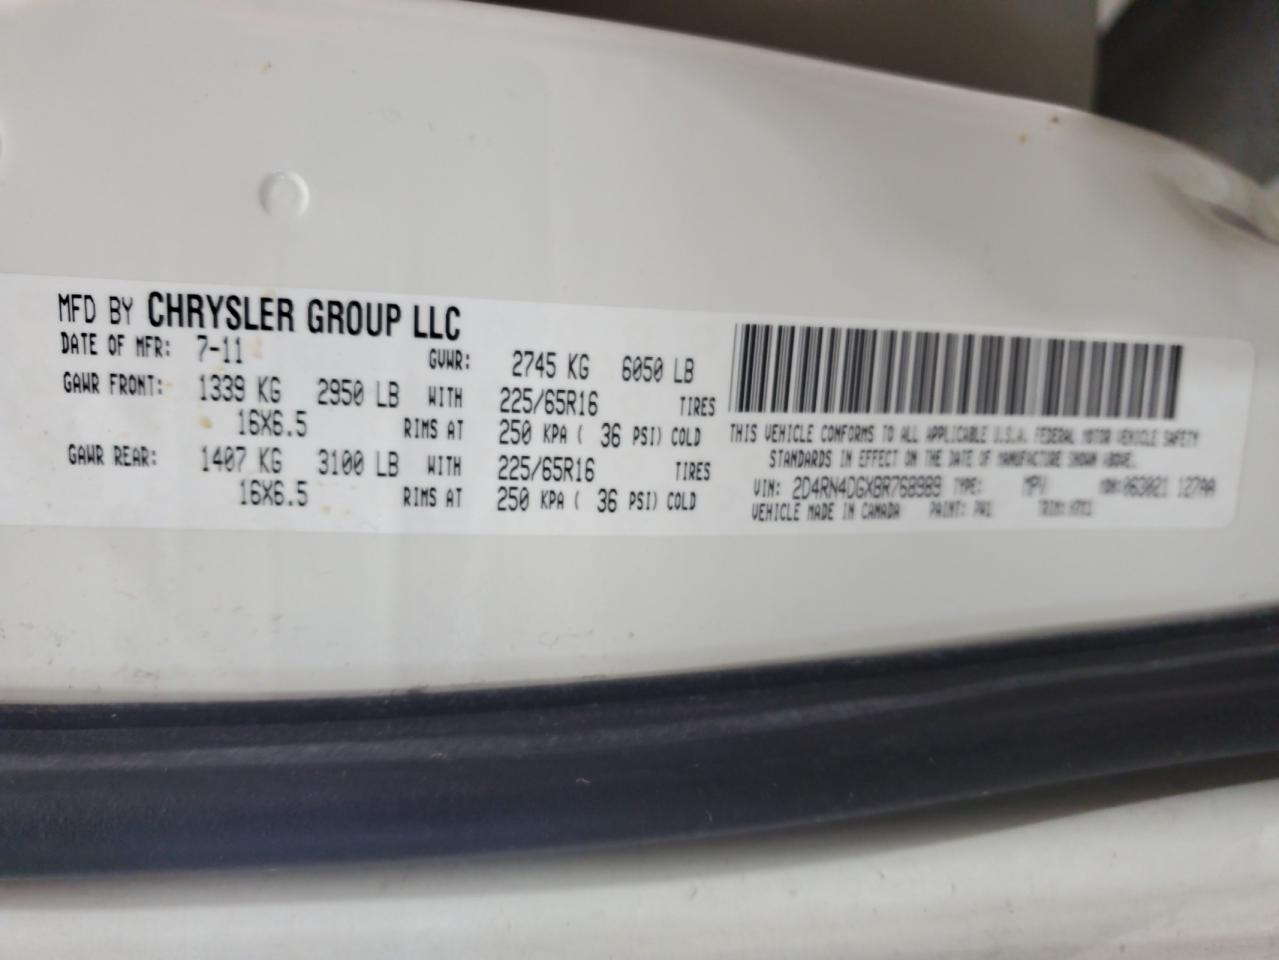 MFD BY CHRYSLER GROUP LLC
DATE OF MFR: 7-11 GVWR: 2745 KG 6050 LB
GAWR FRONT: 1339 KG 2950 LB WITH 225/65R16 TIRES
16X6.5 RIMS AT 250 KPA ( 36 PSI) COLD
GAWR REAR: 1407 KG 3100 LB WITH 225/65R16 TIRES
16X6.5 RIMS AT 250 KPA ( 36 PSI) COLD
THIS VEHICLE CONFORMS TO ALL APPLICABLE U.S.A. FEDERAL MOTOR VEHICLE SAFETY
STANDARDS IN EFFECT ON THE DATE OF MANUFACTURE SHOWN ABOVE.
VIN: 2D4RN4DGXBR768989 TYPE: MPV MDH: 063021 127AA
VEHICLE MADE IN CANADA PAINT: TRIM: